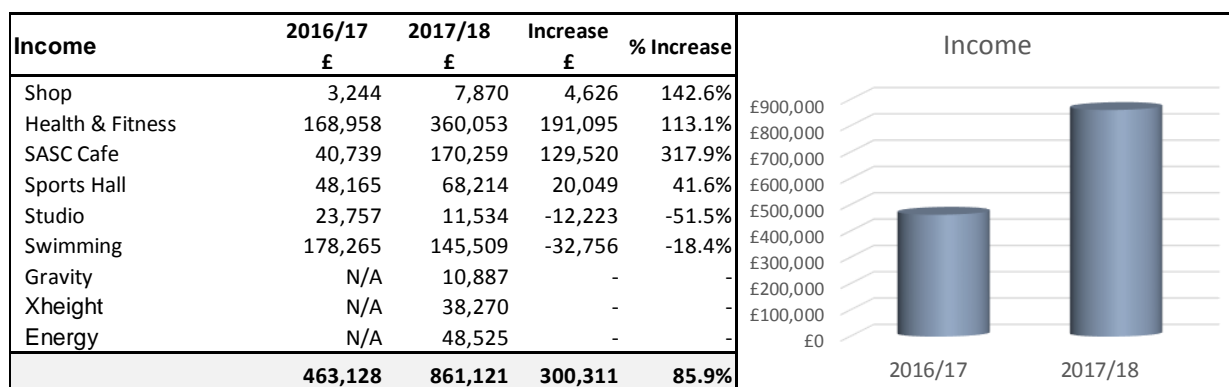 Income 2016/17 2017/18 Increase % Increase
£ £ £
Shop 3,244 7,870 4,626 142.6%
Health & Fitness 168,958 360,053 191,095 113.1%
SASC Cafe 40,739 170,259 129,520 317.9%
Sports Hall 48,165 68,214 20,049 41.6%
Studio 23,757 11,534 -12,223 -51.5%
Swimming 178,265 145,509 -32,756 -18.4%
Gravity N/A 10,887 - -
Xheight N/A 38,270 - -
Energy N/A 48,525 - -
463,128 861,121 300,311 85.9%
Income
£900,000
£800,000
£700,000
£600,000
£500,000
£400,000
£300,000
£200,000
£100,000
£0
2016/17 2017/18